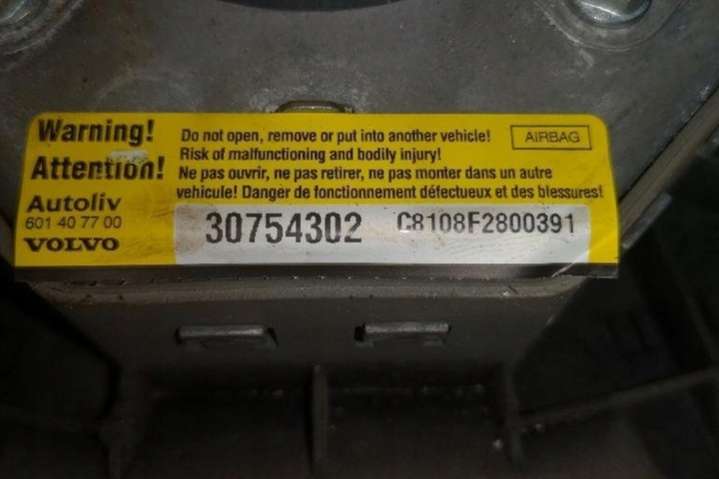 Warning!
Attention!
Autoliv
601 40 77 00
VOLVO
Do not open, remove or put into another vehicle!
AIRBAG
Risk of malfunctioning and bodily injury!
Ne pas ouvrir, ne pas retirer, ne pas monter dans un autre
vehicule! Danger de fonctionnement défectueux et des blessures!
30754302
C8108F2800391